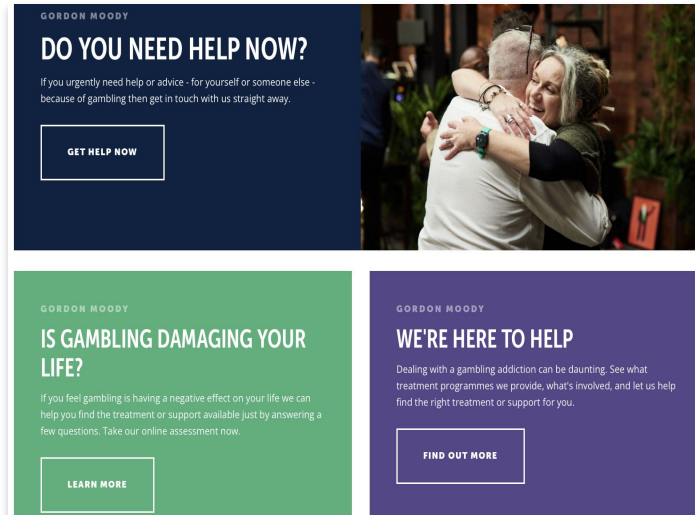 GORDON MOODY
DO YOU NEED HELP NOW?
If you urgently need help or advice - for yourself or someone else -
because of gambling then get in touch with us straight away.
GET HELP NOW
GORDON MOODY
IS GAMBLING DAMAGING YOUR
LIFE?
If you feel gambling is having a negative effect on your life we can
help you find the treatment or support available just by answering a
few questions. Take our online assessment now.
LEARN MORE
GORDON MOODY
WE'RE HERE TO HELP
Dealing with a gambling addiction can be daunting. See what
treatment programmes we provide, what's involved, and let us help
find the right treatment or support for you.
FIND OUT MORE